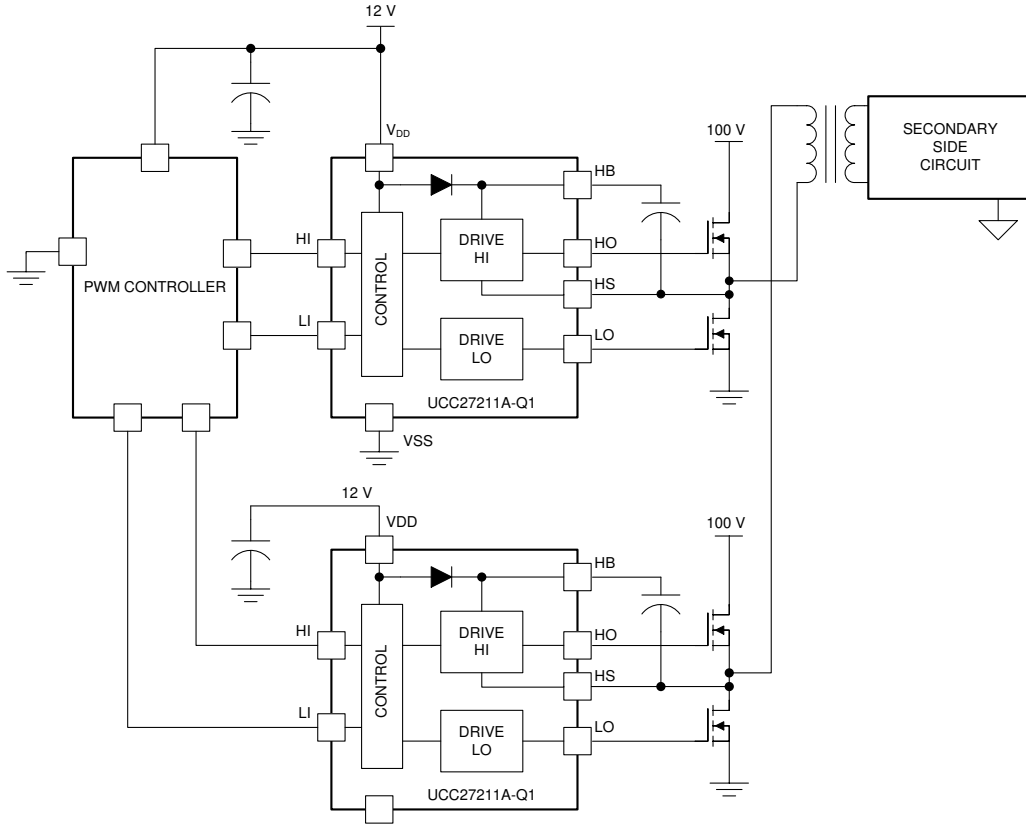 12 V
V_DD
100 V
SECONDARY
SIDE
CIRCUIT
HB
HI
DRIVE
HI
HO
PWM CONTROLLER
CONTROL
HS
LI
DRIVE
LO
LO
UCC27211A-Q1
VSS
12 V
VDD
100 V
HB
HI
DRIVE
HI
HO
CONTROL
HS
LI
DRIVE
LO
LO
UCC27211A-Q1